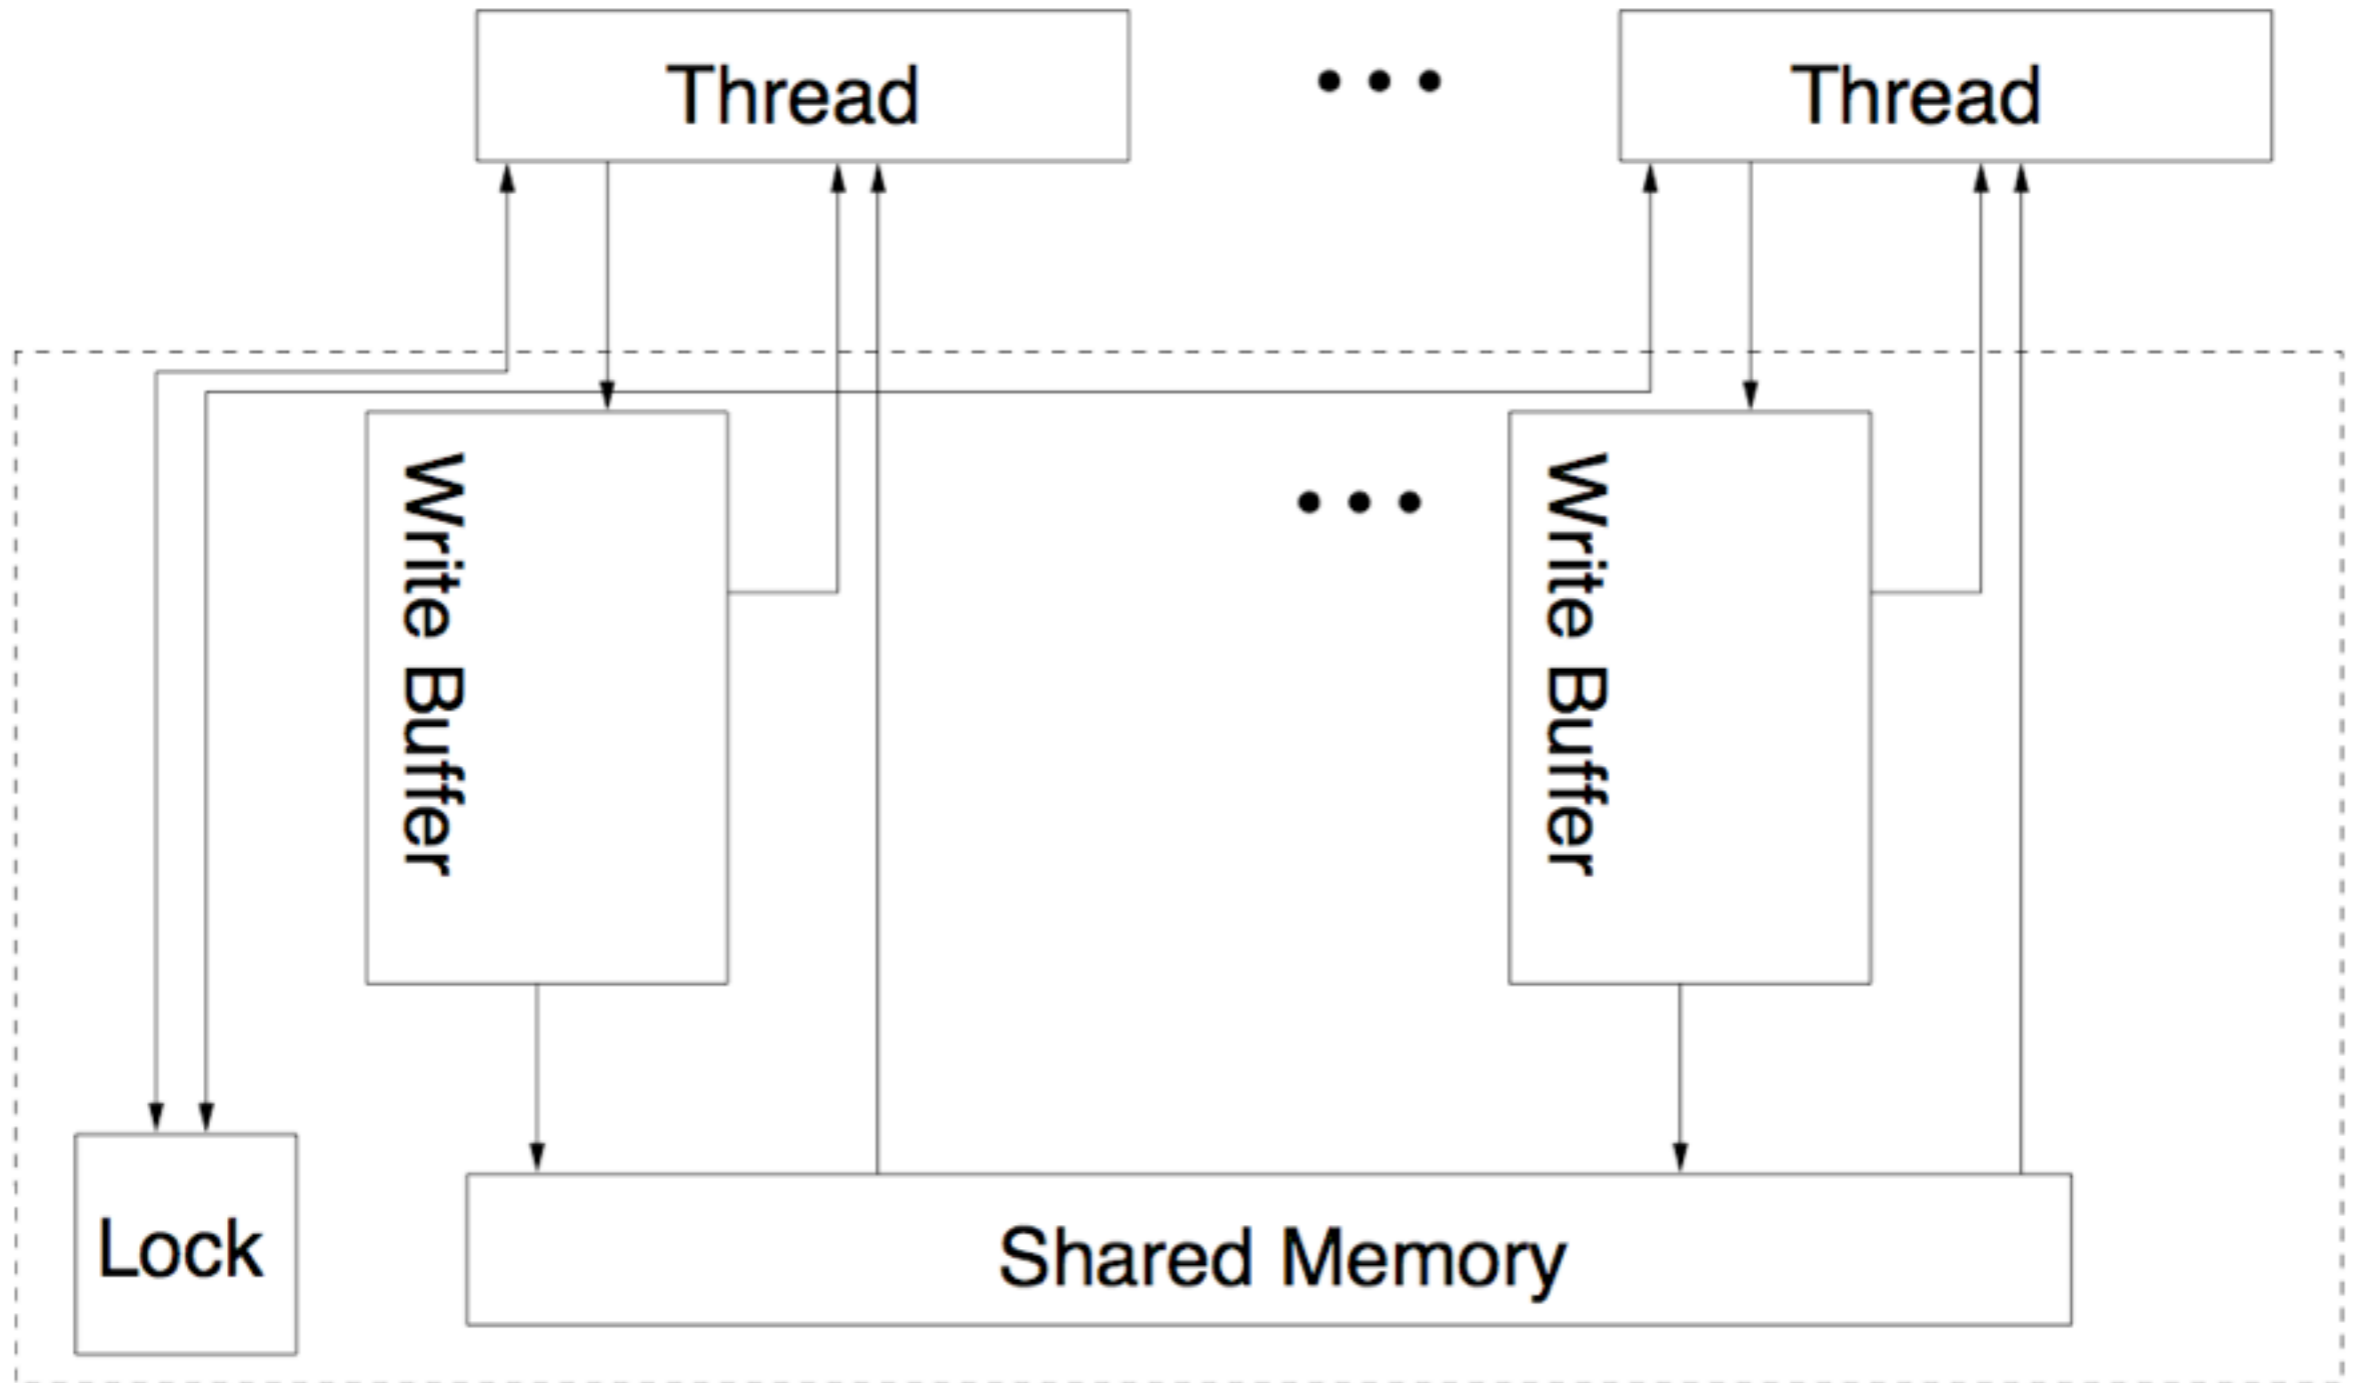 Thread
Thread
Write Buffer
Write Buffer
Lock
Shared Memory